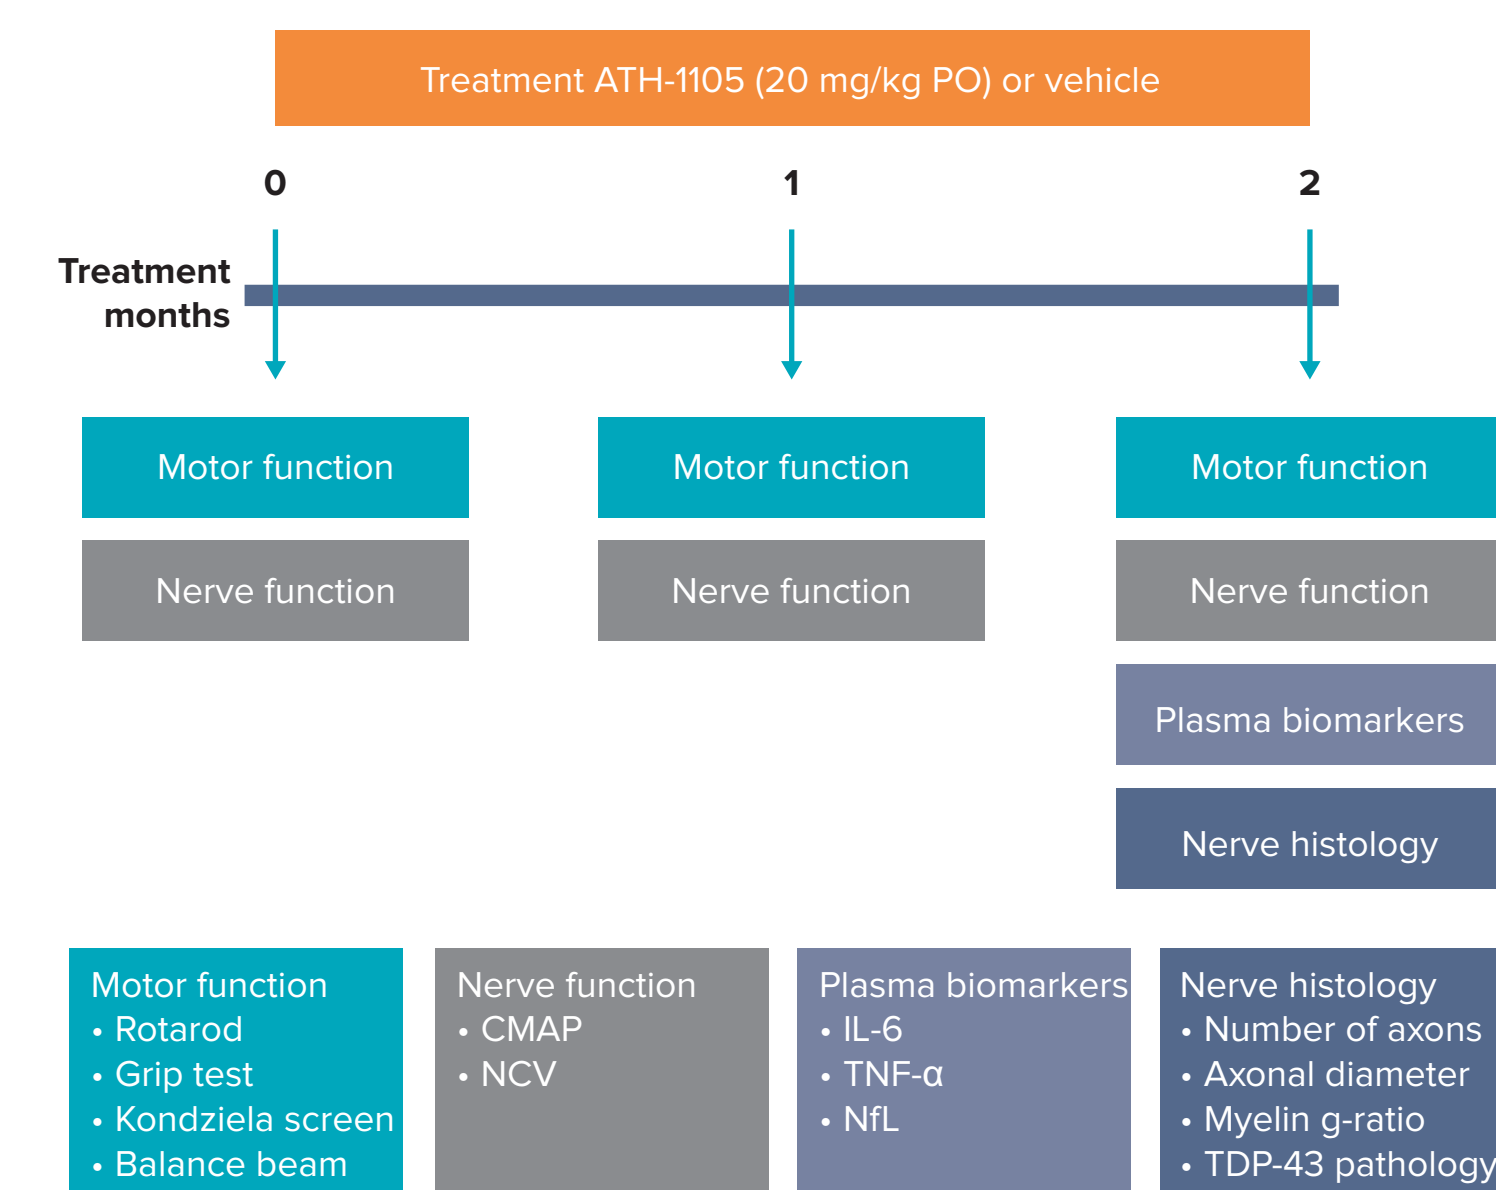 Treatment ATH-1105 (20 mg/kg PO) or vehicle
0
1
2
Treatment
months
Motor function
Motor function
Motor function
Nerve function
Nerve function
Nerve function
Plasma biomarkers
Nerve histology
Motor function
• Rotarod
• Grip test
• Kondziela screen
• Balance beam
Nerve function
• CMAP
• NCV
Plasma biomarkers
• IL-6
• TNF-α
• NfL
Nerve histology
• Number of axons
• Axonal diameter
• Myelin g-ratio
• TDP-43 pathology